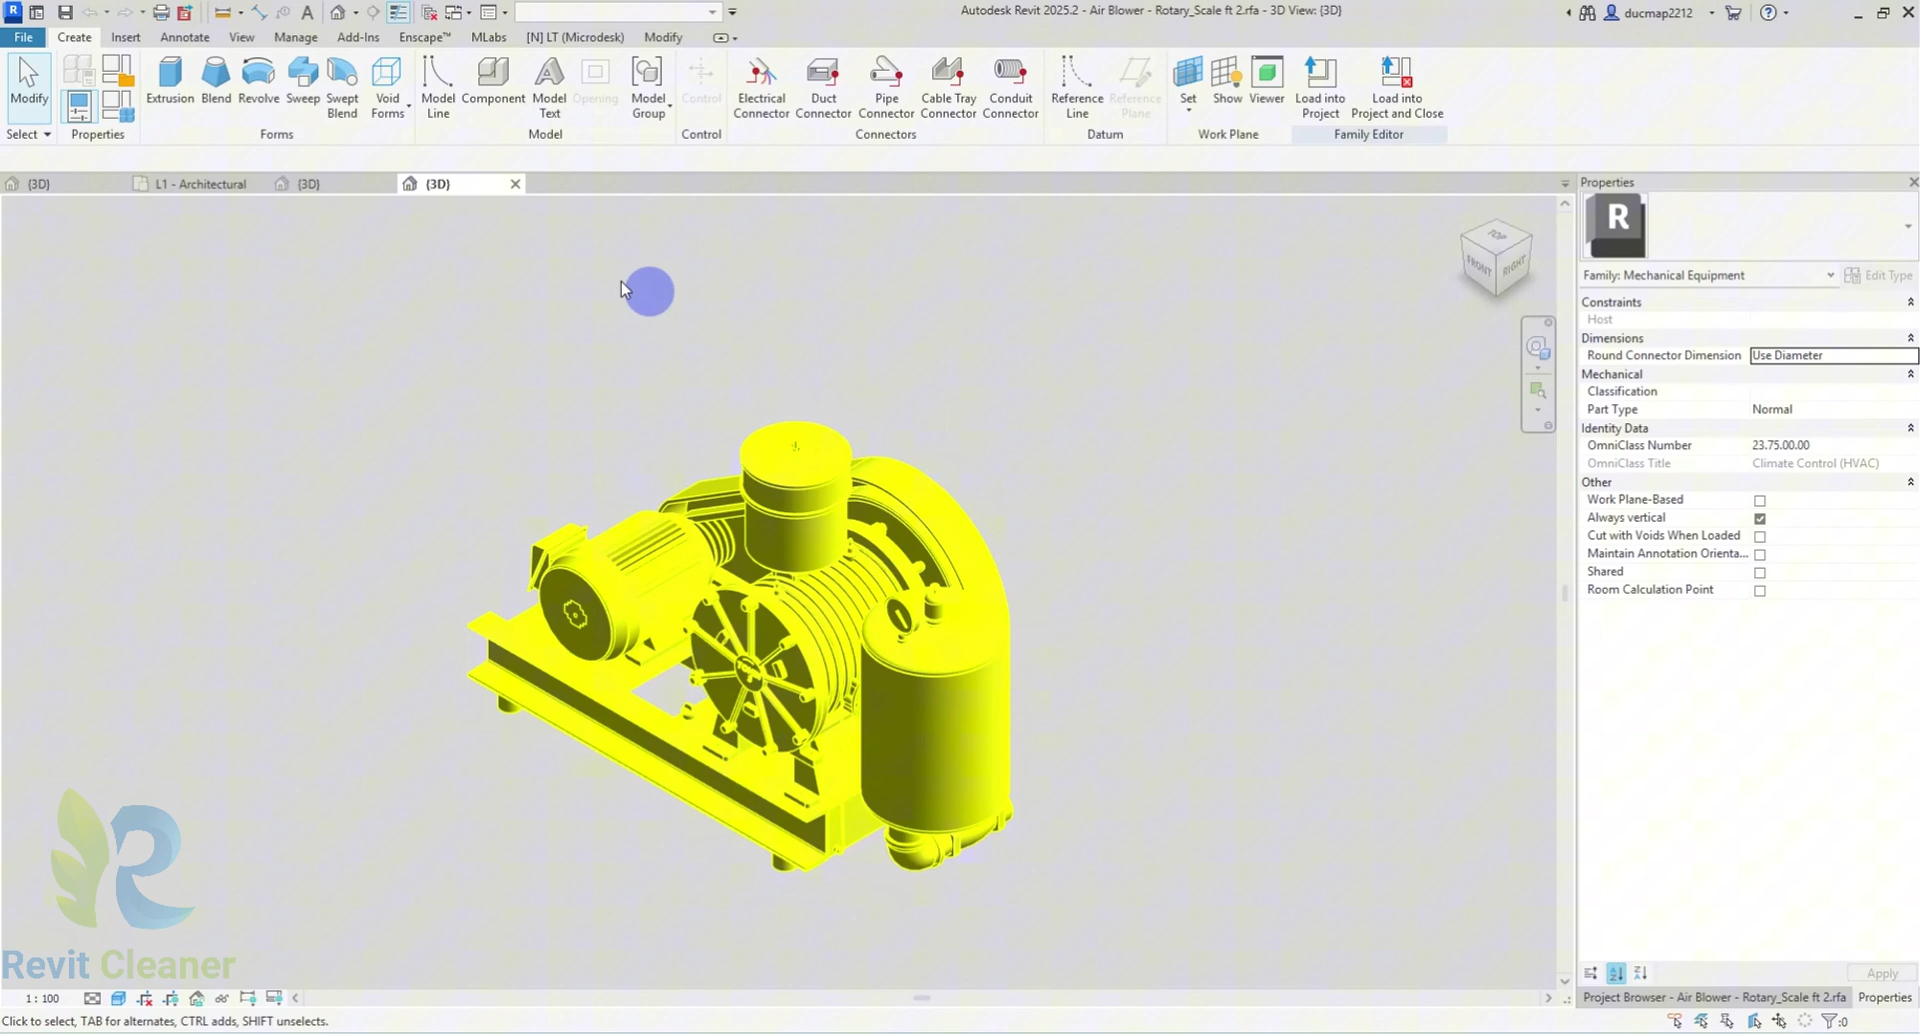 Autodesk Revit 2025.2 - Air Blower - Rotary_Scale ft 2.rfa - 3D View: {3D}
ducmap2212
File
Create
Insert
Annotate
View
Manage
Add-Ins
Enscape™
MLabs
[N] LT (Microdesk)
Modify
Modify
Extrusion
Blend
Revolve
Sweep
Swept Blend
Void Forms
Model Line
Component
Model Text
Opening
Model Group
Control
Electrical Connector
Duct Connector
Pipe Connector
Cable Tray Connector
Conduit Connector
Reference Line
Reference Plane
Set
Show
Viewer
Load into Project
Load into Project and Close
Select
Properties
Forms
Model
Control
Connectors
Datum
Work Plane
Family Editor
{3D}
L1 - Architectural
{3D}
{3D}
TOP
FRONT
RIGHT
Properties
R
Family: Mechanical Equipment
Edit Type
Constraints
Host
Dimensions
Round Connector Dimension Use Diameter
Mechanical
Classification
Part Type Normal
Identity Data
OmniClass Number 23.75.00.00
OmniClass Title Climate Control (HVAC)
Other
Work Plane-Based
Always vertical
Cut with Voids When Loaded
Maintain Annotation Orienta...
Shared
Room Calculation Point
Apply
Project Browser - Air Blower - Rotary_Scale ft 2.rfa
Properties
Revit Cleaner
1 : 100
Click to select, TAB for alternates, CTRL adds, SHIFT unselects.
:0